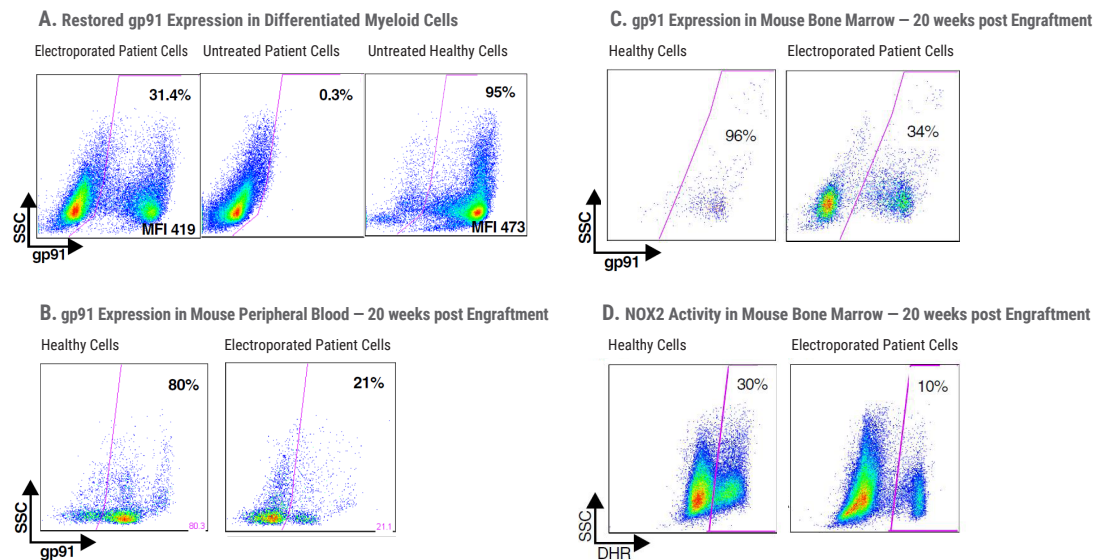 A. Restored gp91 Expression in Differentiated Myeloid Cells
Electroporated Patient Cells
Untreated Patient Cells
Untreated Healthy Cells
31.4%
0.3%
95%
MFI 419
MFI 473
SSC
gp91
B. gp91 Expression in Mouse Peripheral Blood – 20 weeks post Engraftment
Healthy Cells
Electroporated Patient Cells
80%
21%
80.3
21.1
SSC
gp91
C. gp91 Expression in Mouse Bone Marrow – 20 weeks post Engraftment
Healthy Cells
Electroporated Patient Cells
96%
34%
SSC
gp91
D. NOX2 Activity in Mouse Bone Marrow – 20 weeks post Engraftment
Healthy Cells
Electroporated Patient Cells
30%
10%
SSC
DHR